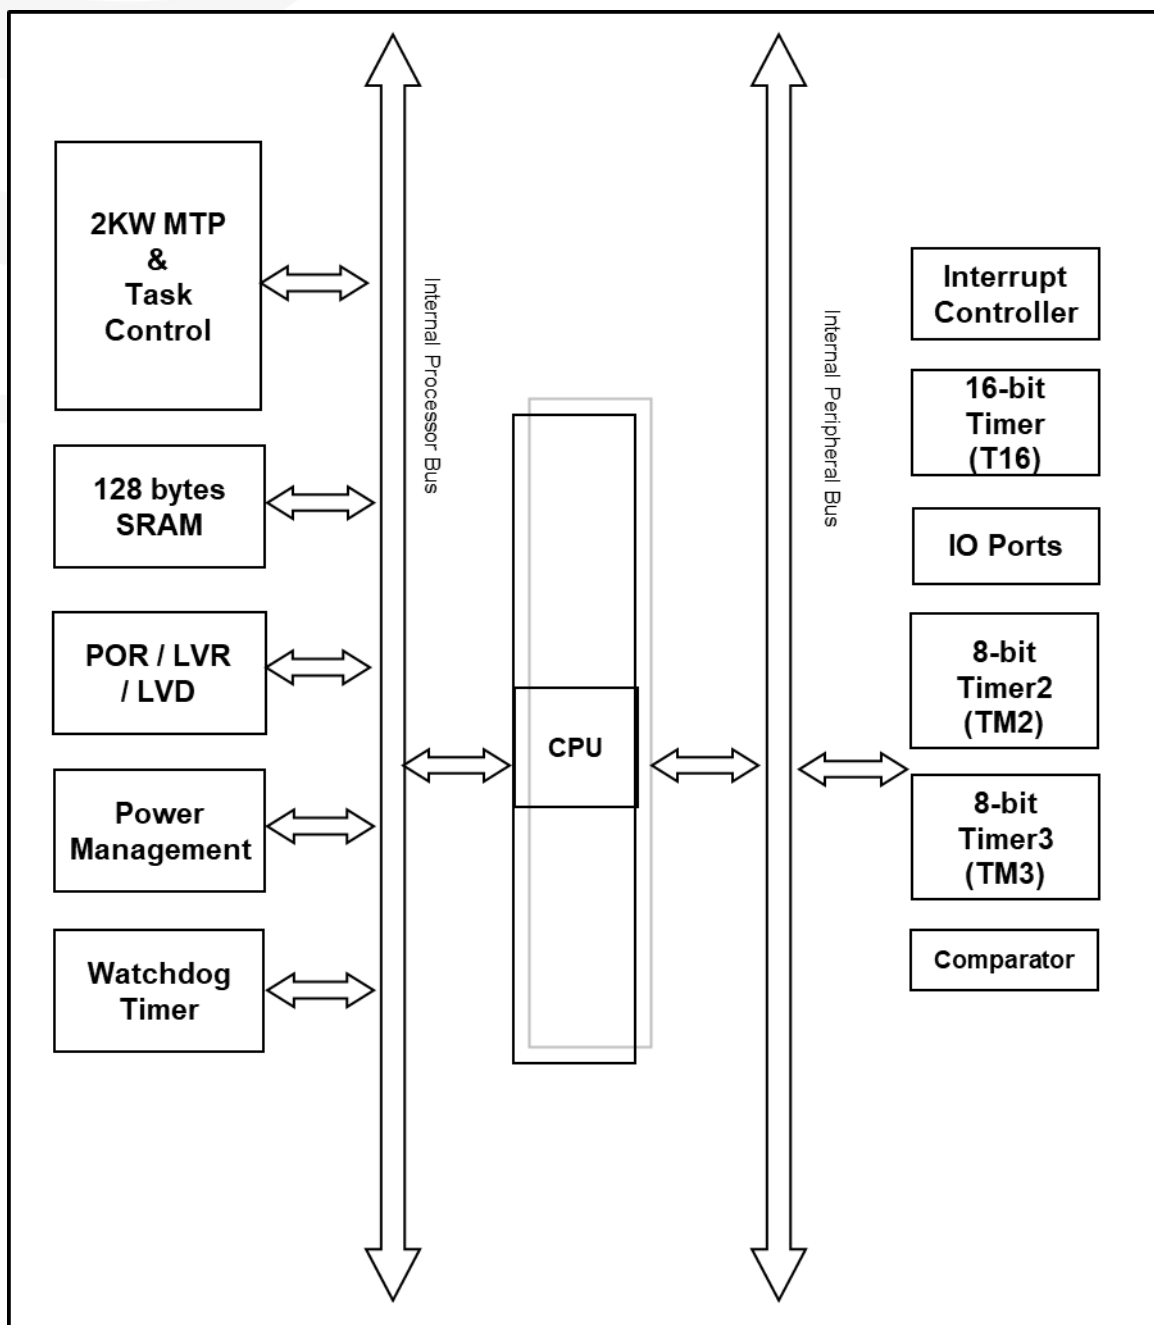 2KW MTP
&
Task
Control
128 bytes
SRAM
POR / LVR
/ LVD
Power
Management
Watchdog
Timer
Internal Processor Bus
CPU
Internal Peripheral Bus
Interrupt
Controller
16-bit
Timer
(T16)
IO Ports
8-bit
Timer2
(TM2)
8-bit
Timer3
(TM3)
Comparator